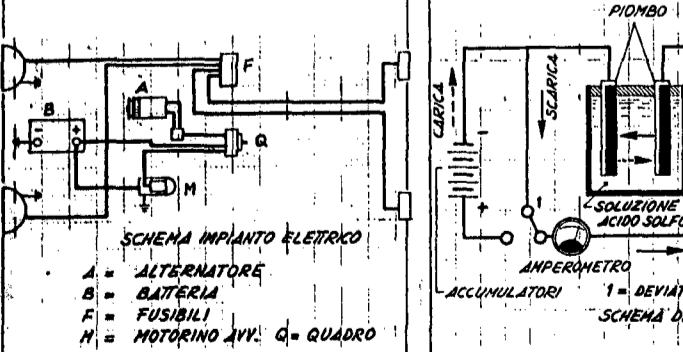 A
F
B
Q
M
- +
SCHEMA IMPIANTO ELETTRICO
A = ALTERNATORE
B = BATTERIA
F = FUSIBILI
M = MOTORINO AVV. Q = QUADRO
PIOMBO
CARICA
SCARICA
-
+
1
SOLUZIONE
ACIDO SOLFO
AMPEROMETRO
ACCUMULATORI
1 = DEVIAT
SCHEMA D